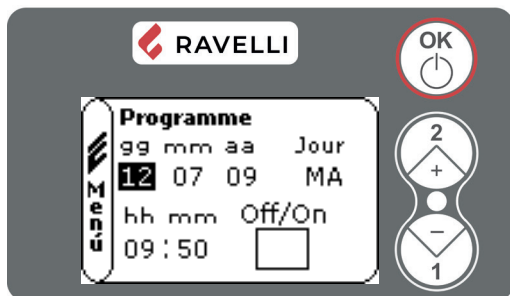 RAVELLI
OK
Programme
gg mm aa Jour
12 07 09 MA
hh mm Off/On
09:50
Menú
2
+
−
1